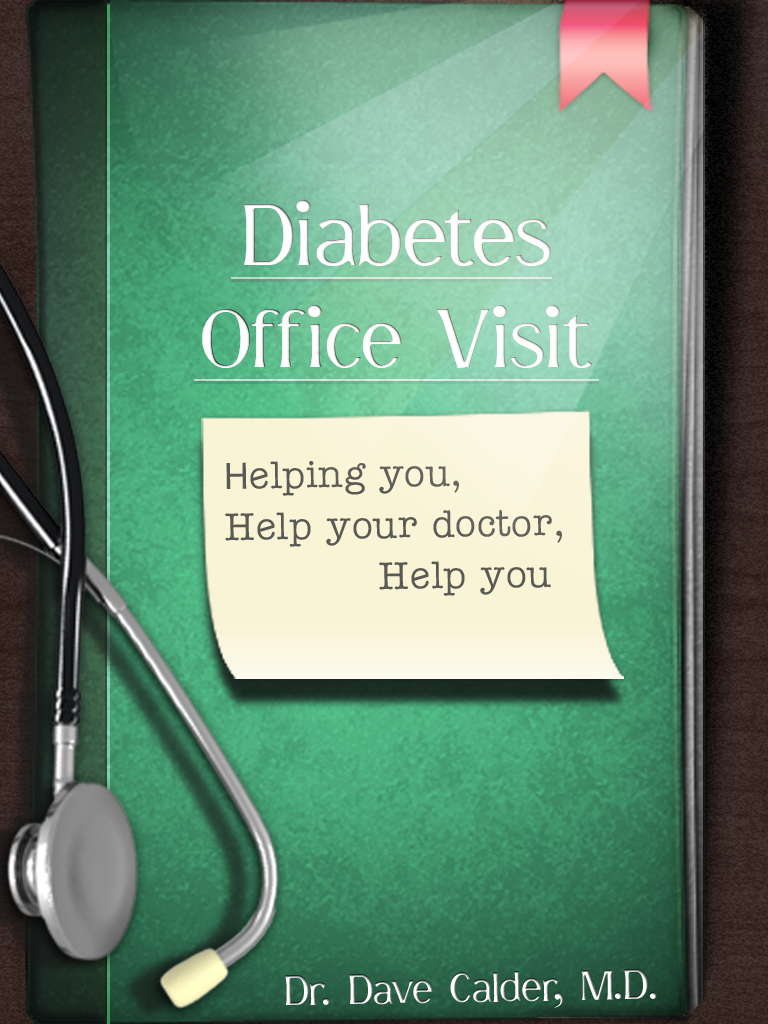 Diabetes
Office Visit
Helping you,
Help your doctor,
Help you
Dr. Dave Calder, M.D.